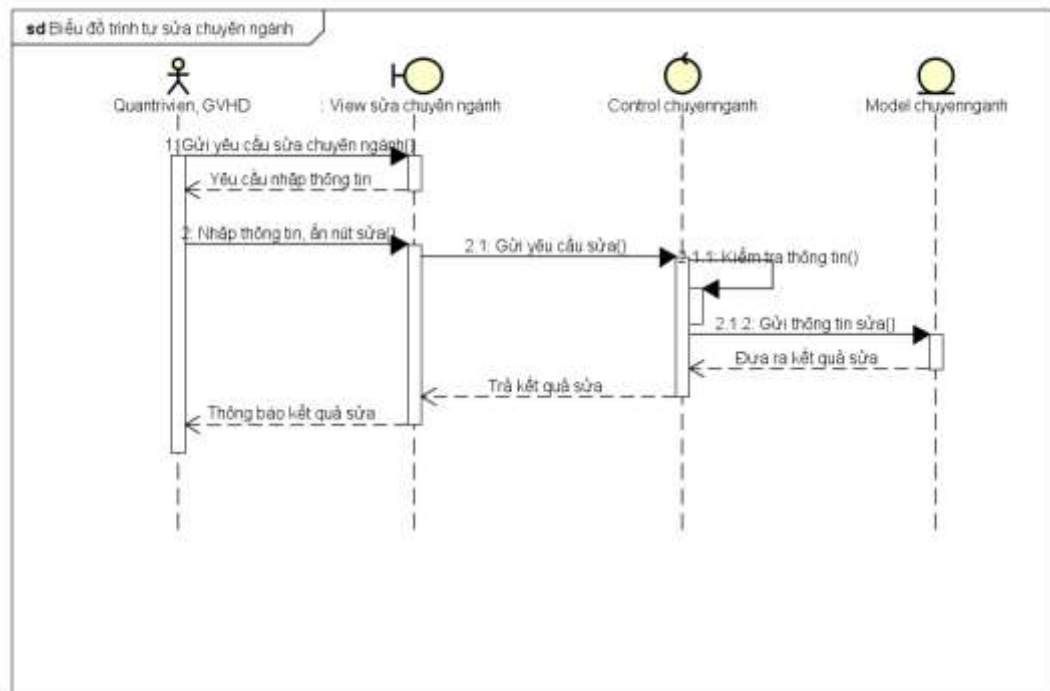 sd Biểu đồ trình tự sửa chuyên ngành
Quantrivien, GVHD
: View sửa chuyên ngành
Control chuyennganh
Model chuyennganh
1: Gửi yêu cầu sửa chuyên ngành()
Yêu cầu nhập thông tin
2: Nhập thông tin, ấn nút sửa()
2.1: Gửi yêu cầu sửa()
2.1.1: Kiểm tra thông tin()
2.1.2: Gửi thông tin sửa()
Đưa ra kết quả sửa
Trả kết quả sửa
Thông báo kết quả sửa